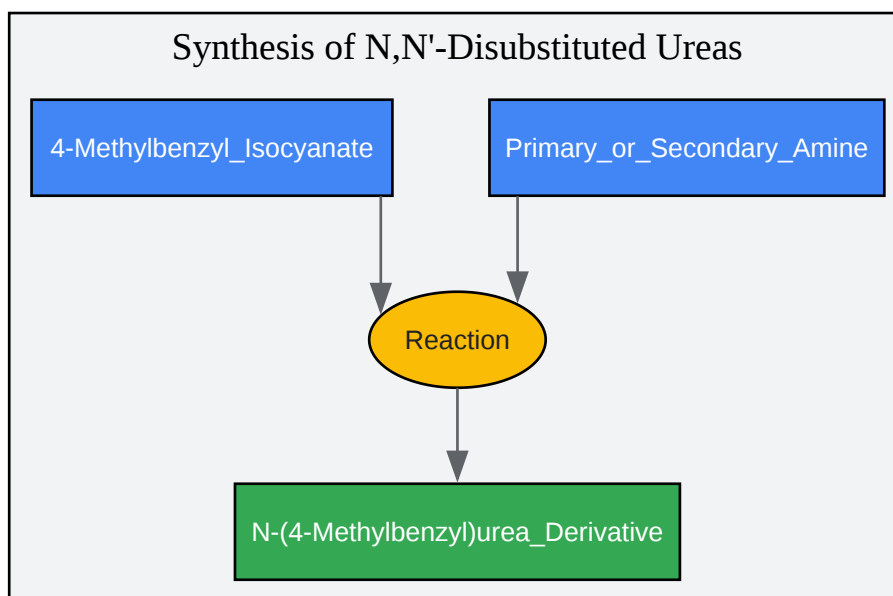 Synthesis of N,N'-Disubstituted Ureas
4-Methylbenzyl_Isocyanate
Primary_or_Secondary_Amine
Reaction
N-(4-Methylbenzyl)urea_Derivative